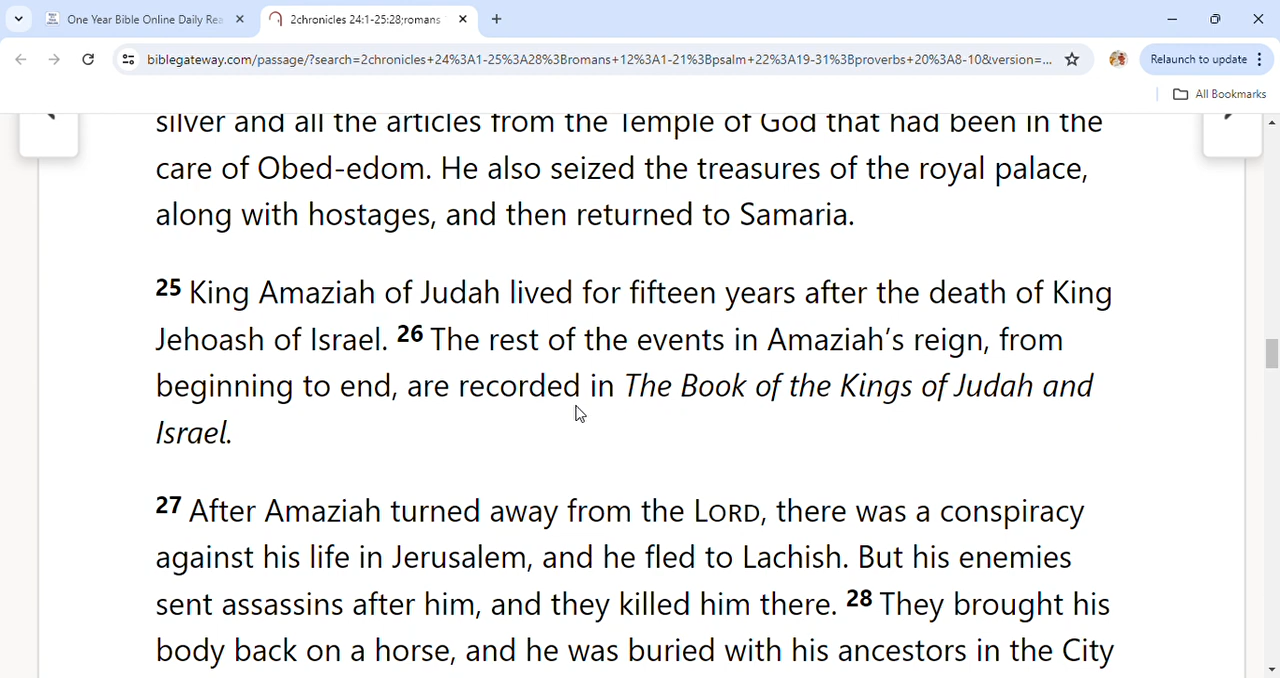 One Year Bible Online Daily Rea
2chronicles 24:1-25:28;romans
biblegateway.com/passage/?search=2chronicles+24%3A1-25%3A28%3Bromans+12%3A1-21%3Bpsalm+22%3A19-31%3Bproverbs+20%3A8-10&version=...
Relaunch to update
All Bookmarks
silver and all the articles from the Temple of God that had been in the
care of Obed-edom. He also seized the treasures of the royal palace,
along with hostages, and then returned to Samaria.
25 King Amaziah of Judah lived for fifteen years after the death of King
Jehoash of Israel. 26 The rest of the events in Amaziah’s reign, from
beginning to end, are recorded in The Book of the Kings of Judah and
Israel.
27 After Amaziah turned away from the LORD, there was a conspiracy
against his life in Jerusalem, and he fled to Lachish. But his enemies
sent assassins after him, and they killed him there. 28 They brought his
body back on a horse, and he was buried with his ancestors in the City